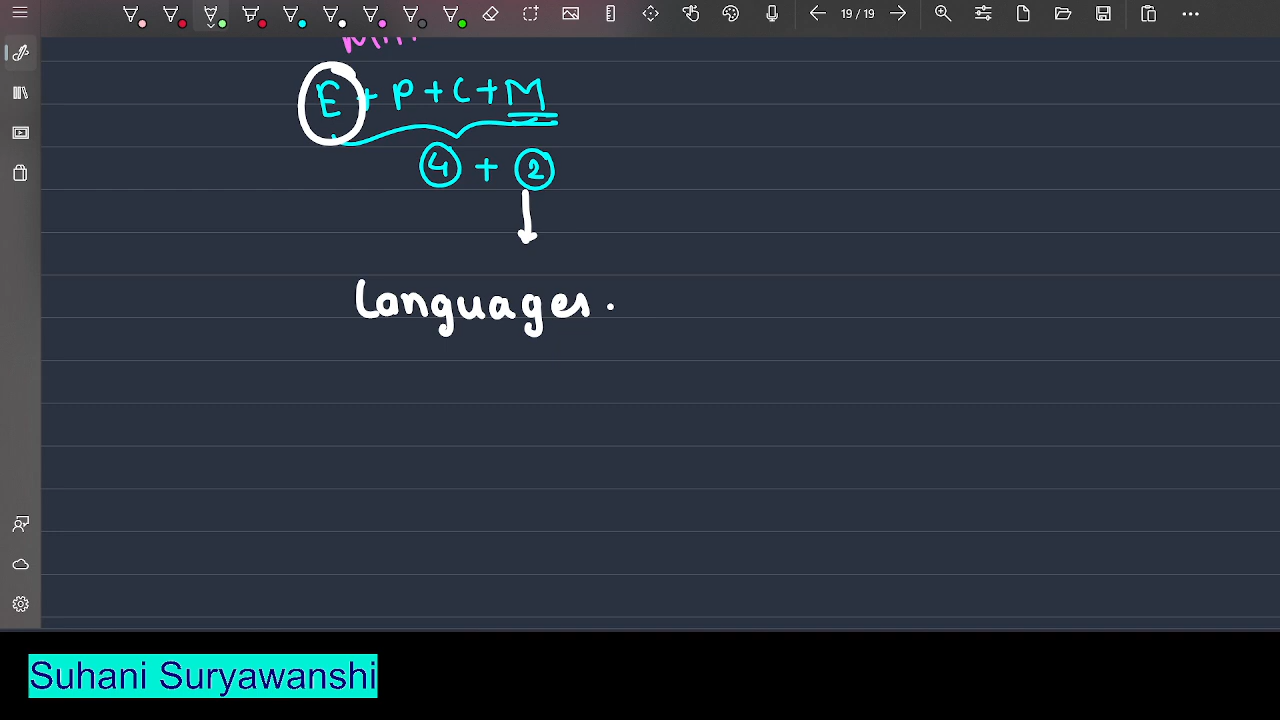 19 / 19
E + P + C + M
4 + 2
Languages .
Suhani Suryawanshi